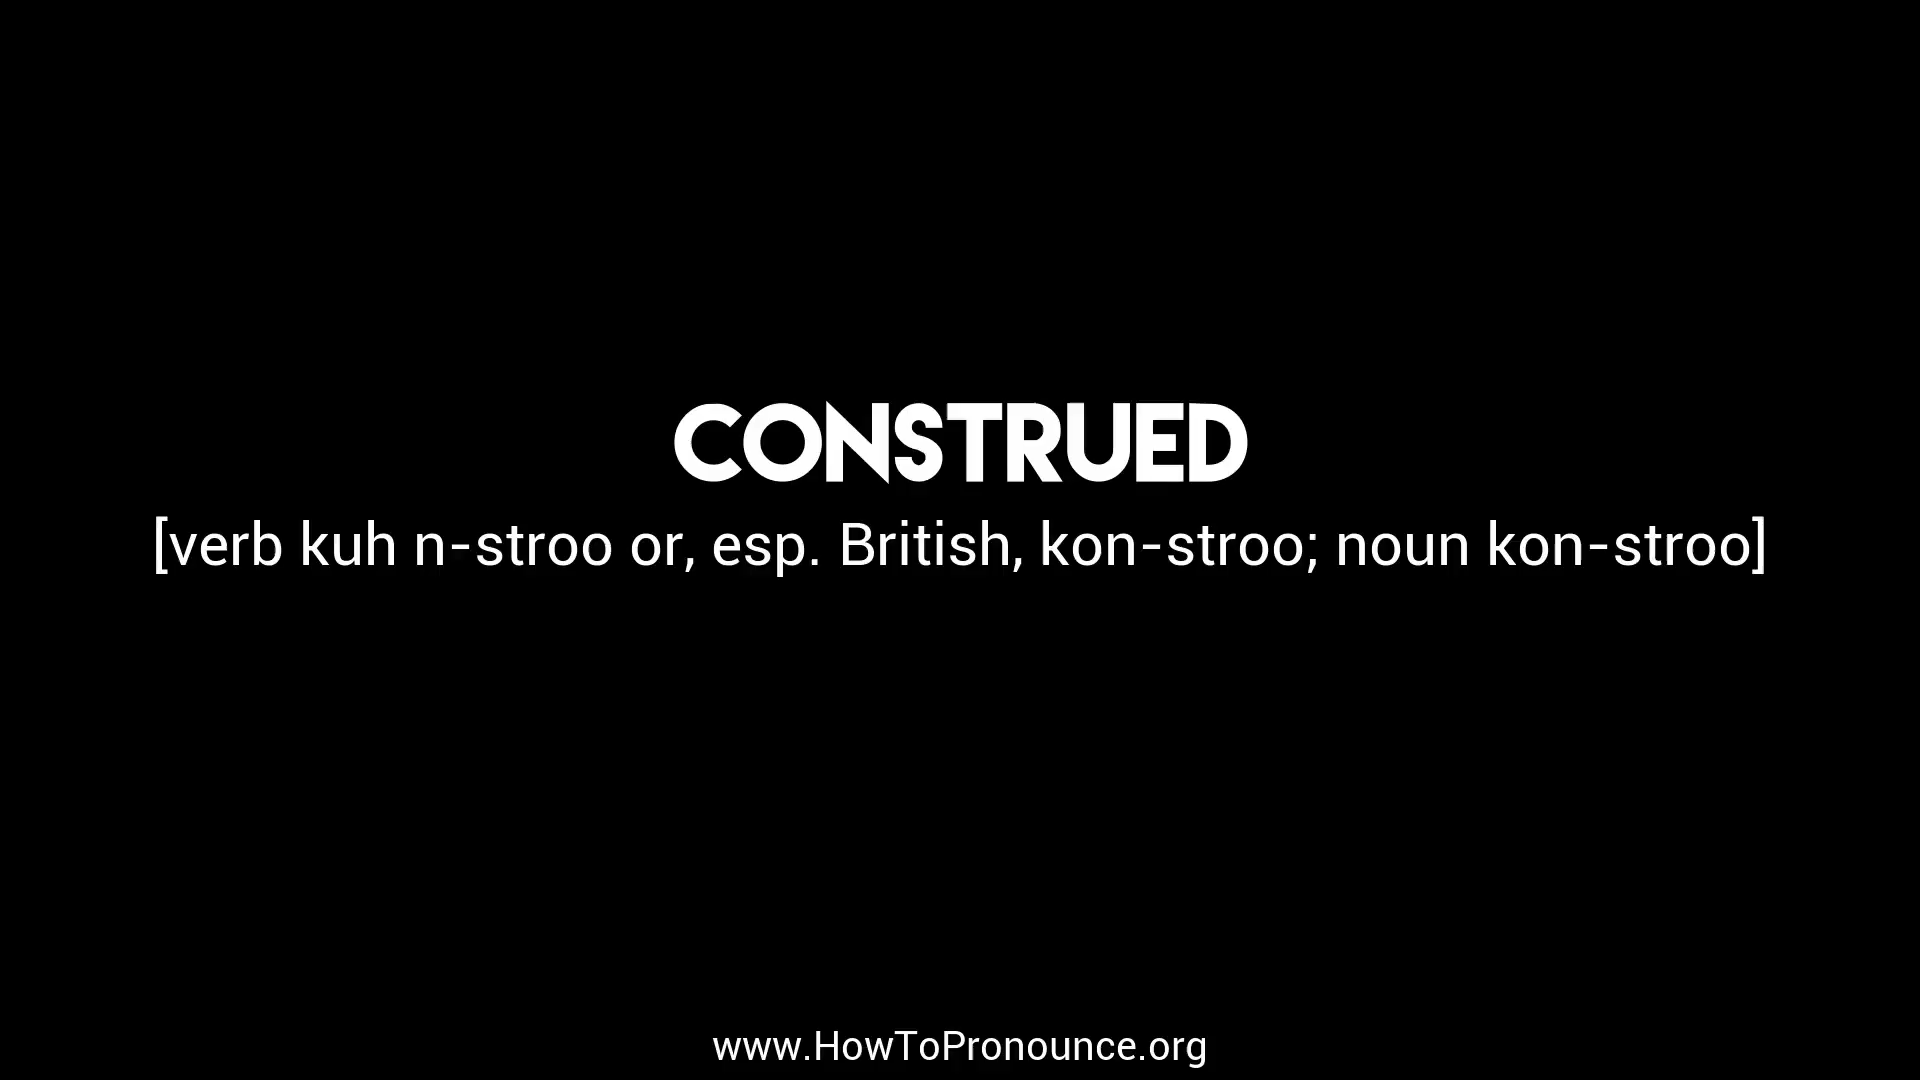 CONSTRUED
[verb kuh n-stroo or, esp. British, kon-stroo; noun kon-stroo]
www.HowToPronounce.org